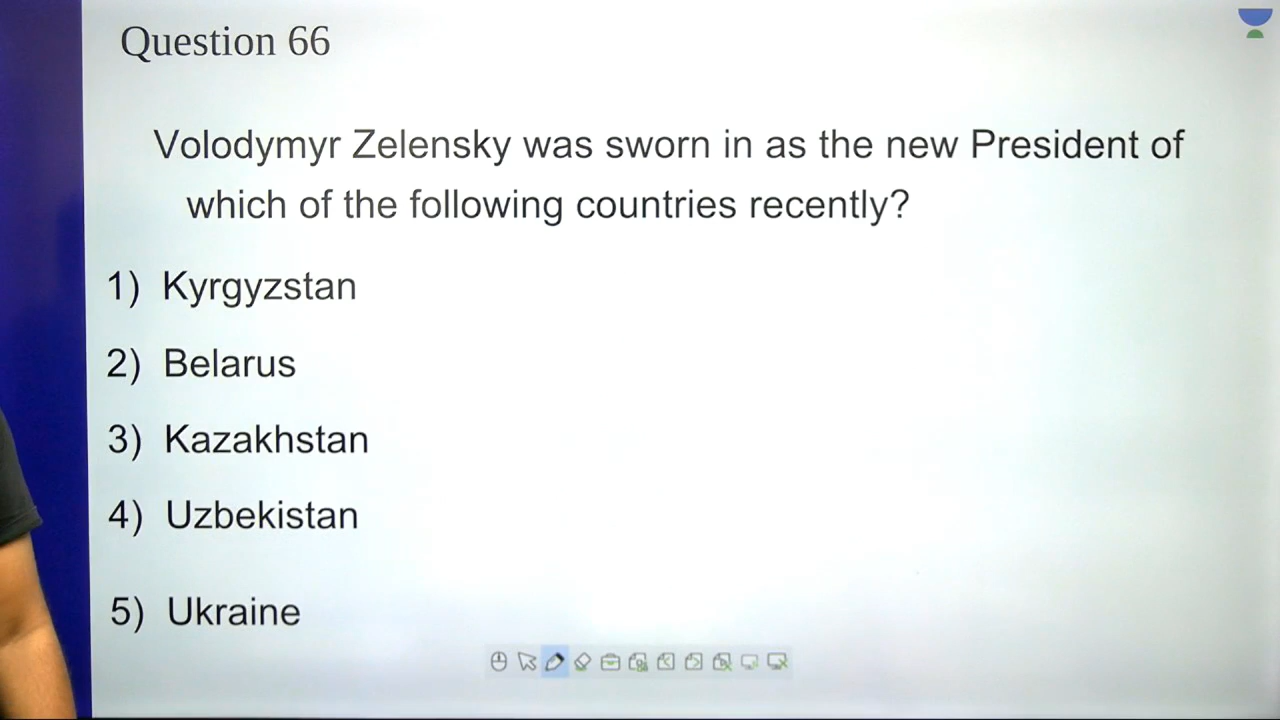 Question 66
Volodymyr Zelensky was sworn in as the new President of
which of the following countries recently?
1) Kyrgyzstan
2) Belarus
3) Kazakhstan
4) Uzbekistan
5) Ukraine